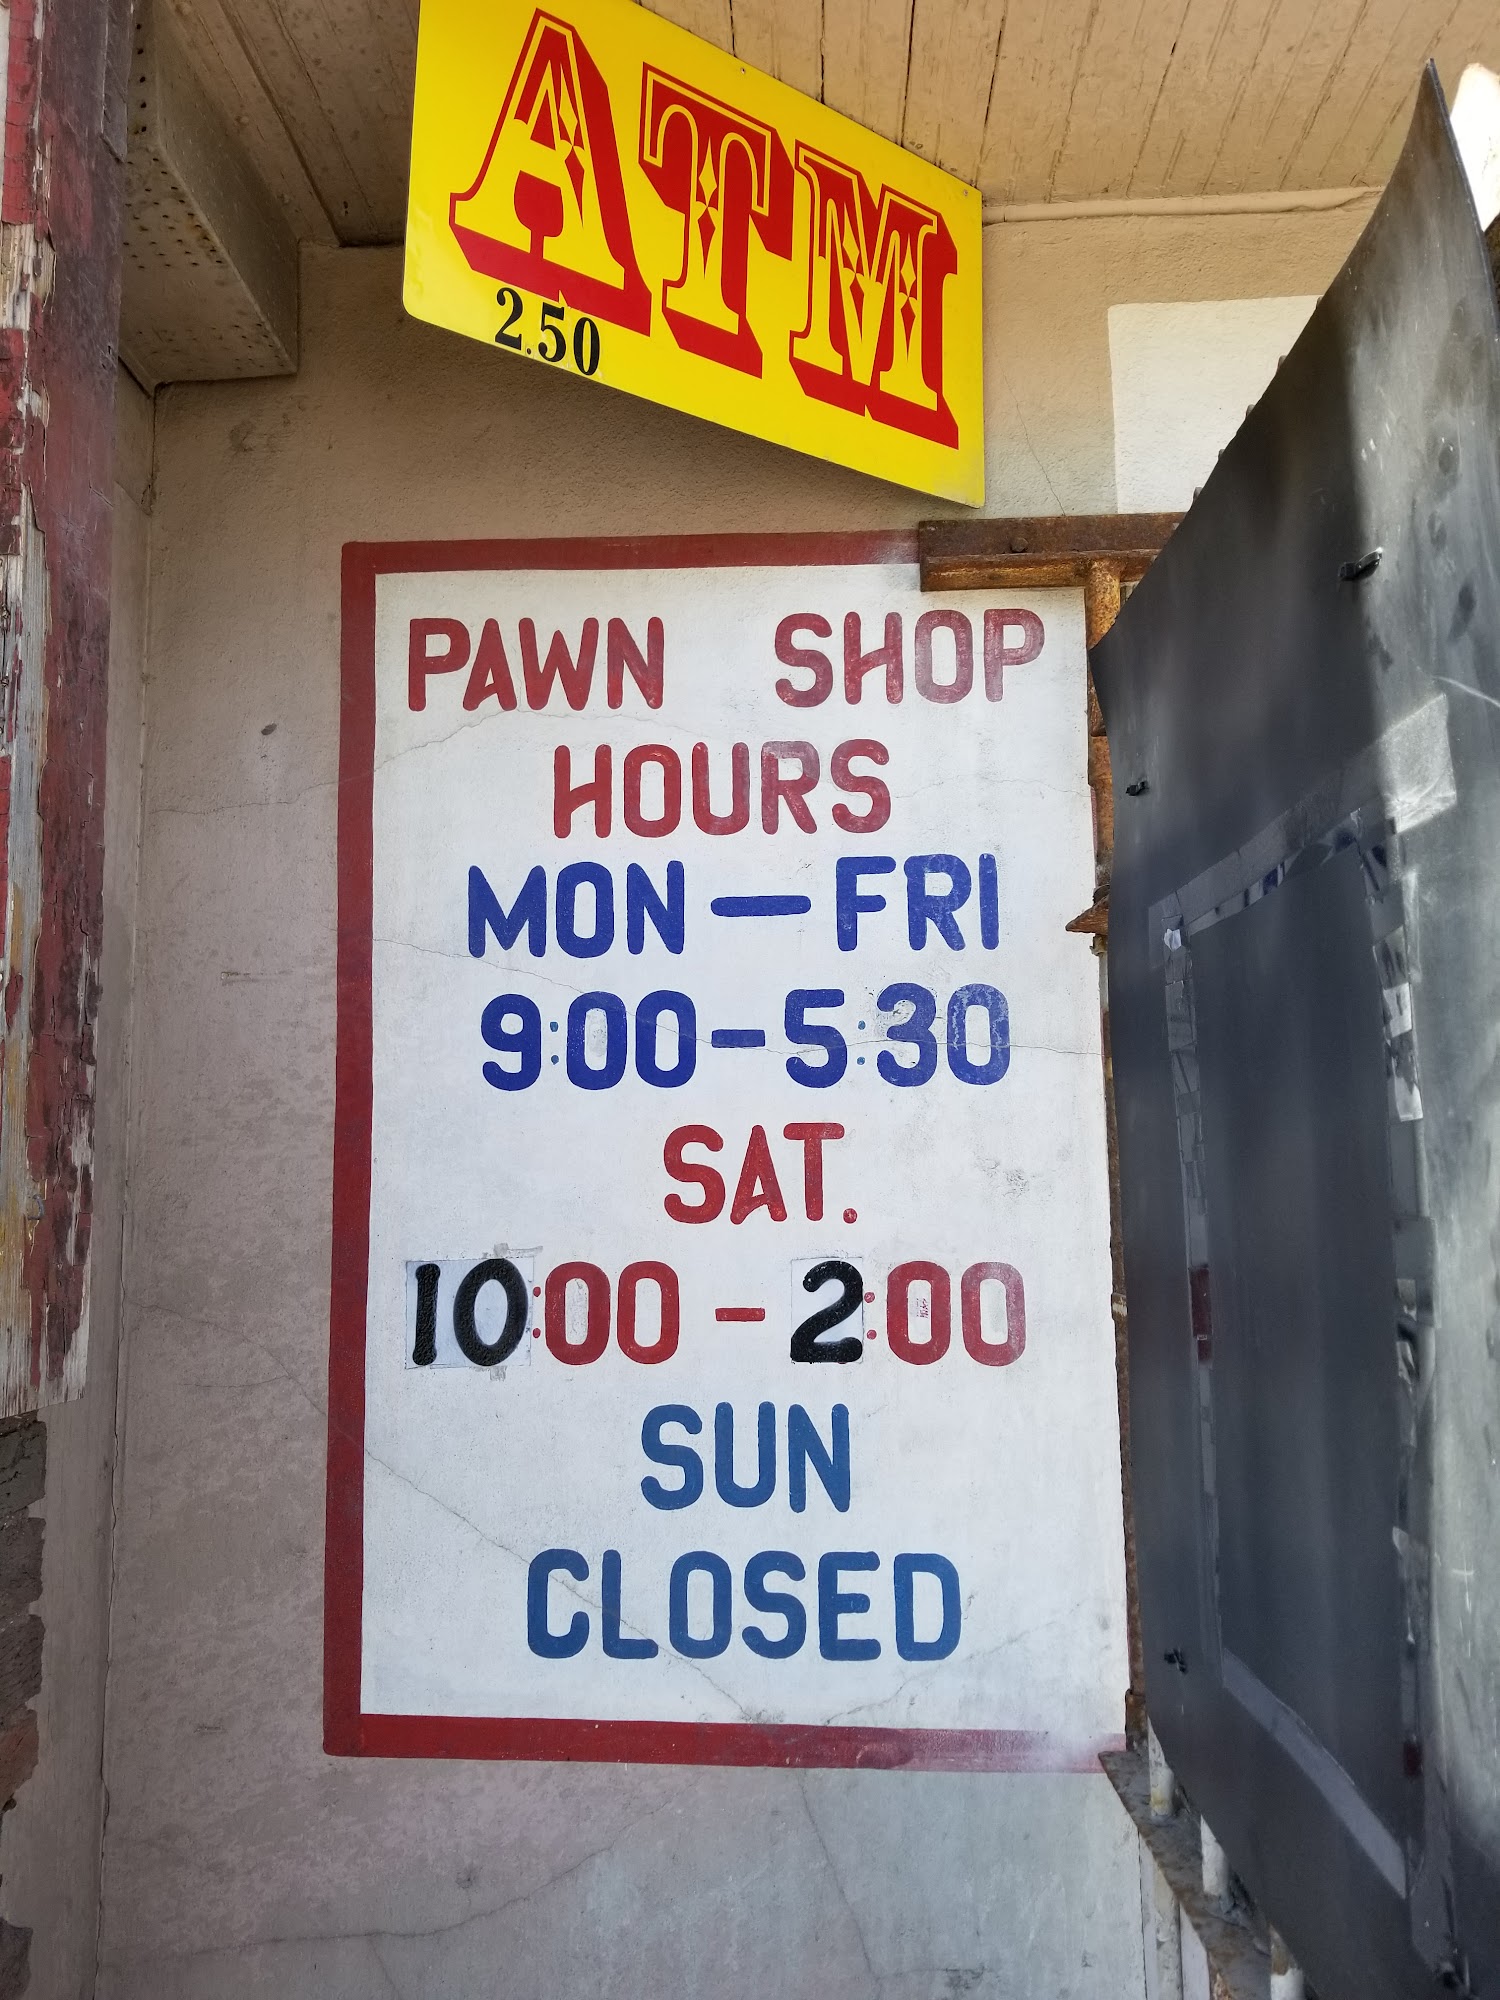 ATM
2.50
PAWN SHOP
HOURS
MON — FRI
9:00 - 5:30
SAT.
10:00 - 2:00
SUN
CLOSED